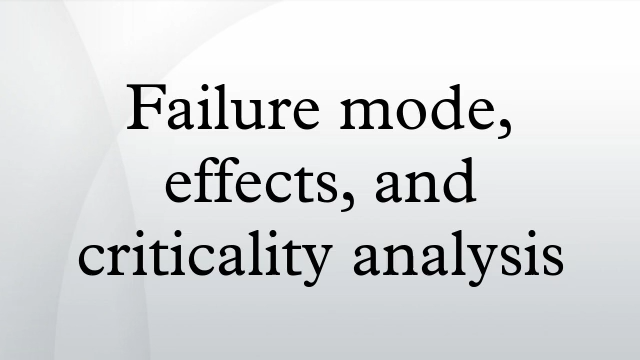 Failure mode,
effects, and
criticality analysis